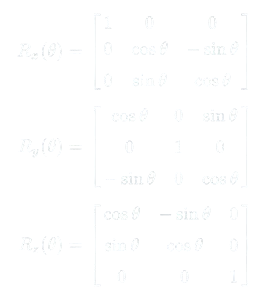 R_x(θ) = [1 0 0
0 cos θ − sin θ
0 sin θ cos θ]
R_y(θ) = [cos θ 0 sin θ
0 1 0
− sin θ 0 cos θ]
R_z(θ) = [cos θ − sin θ 0
sin θ cos θ 0
0 0 1]